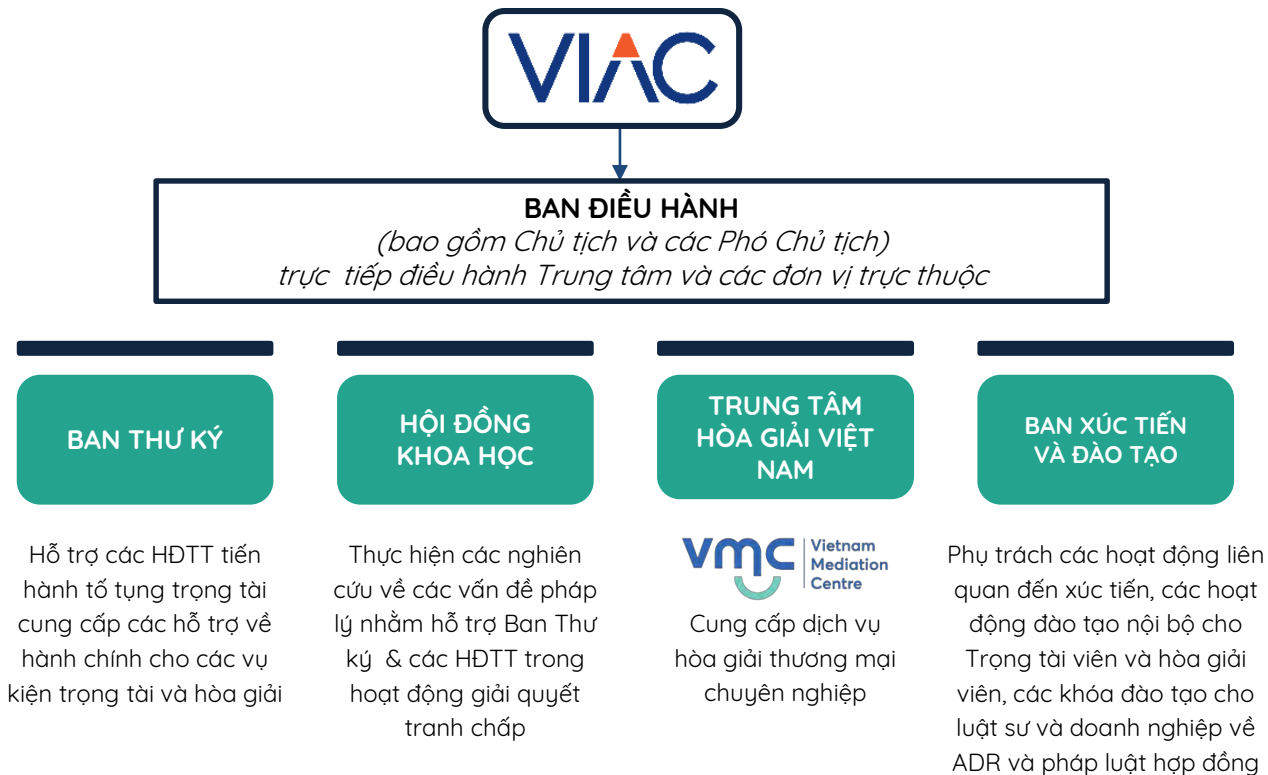 VIAC
BAN ĐIỀU HÀNH
(bao gồm Chủ tịch và các Phó Chủ tịch)
trực tiếp điều hành Trung tâm và các đơn vị trực thuộc
BAN THƯ KÝ
Hỗ trợ các HĐTT tiến
hành tố tụng trọng tài
cung cấp các hỗ trợ về
hành chính cho các vụ
kiện trọng tài và hòa giải
HỘI ĐỒNG
KHOA HỌC
Thực hiện các nghiên
cứu về các vấn đề pháp
lý nhằm hỗ trợ Ban Thư
ký & các HĐTT trong
hoạt động giải quyết
tranh chấp
TRUNG TÂM
HÒA GIẢI VIỆT
NAM
vmc
Vietnam
Mediation
Centre
Cung cấp dịch vụ
hòa giải thương mại
chuyên nghiệp
BAN XÚC TIẾN
VÀ ĐÀO TẠO
Phụ trách các hoạt động liên
quan đến xúc tiến, các hoạt
động đào tạo nội bộ cho
Trọng tài viên và hòa giải
viên, các khóa đào tạo cho
luật sư và doanh nghiệp về
ADR và pháp luật hợp đồng